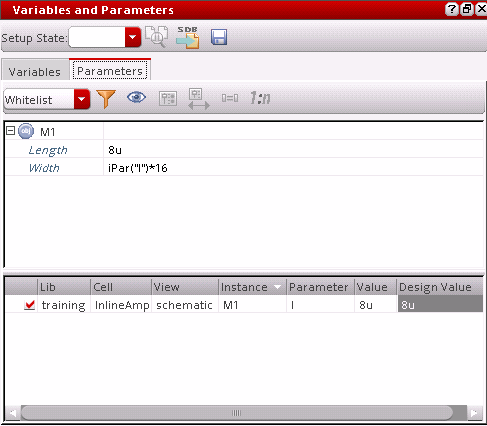 Variables and Parameters
Setup State:
SDB
Variables Parameters
Whitelist 1:n
M1
Length 8u
Width iPar("l")*16
Lib Cell View Instance Parameter Value Design Value
training InlineAmp schematic M1 l 8u 8u